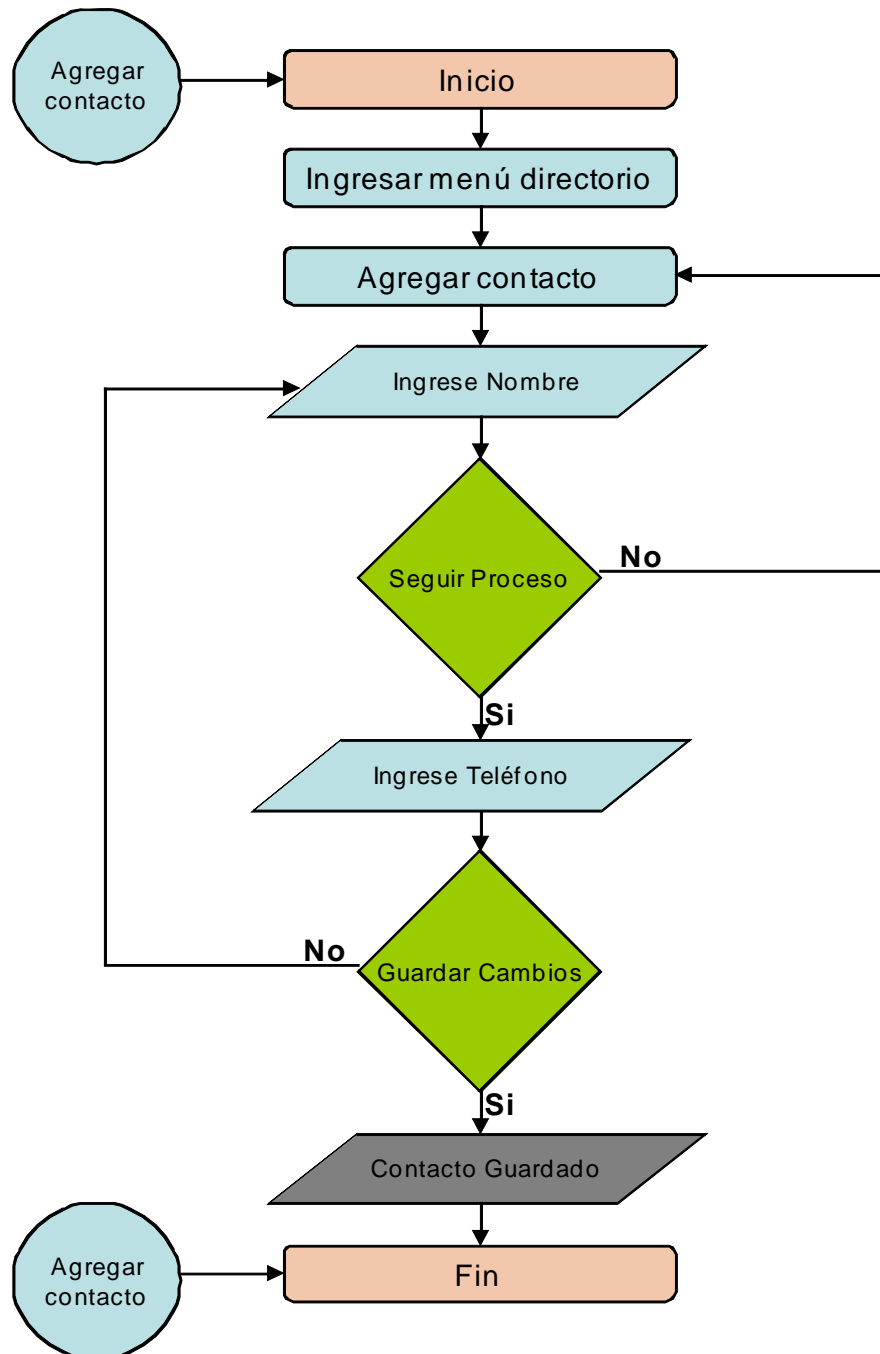 Agregar
contacto
Inicio
Ingresar menú directorio
Agregar contacto
Ingrese Nombre
Seguir Proceso
No
Si
Ingrese Teléfono
No
Guardar Cambios
Si
Contacto Guardado
Agregar
contacto
Fin